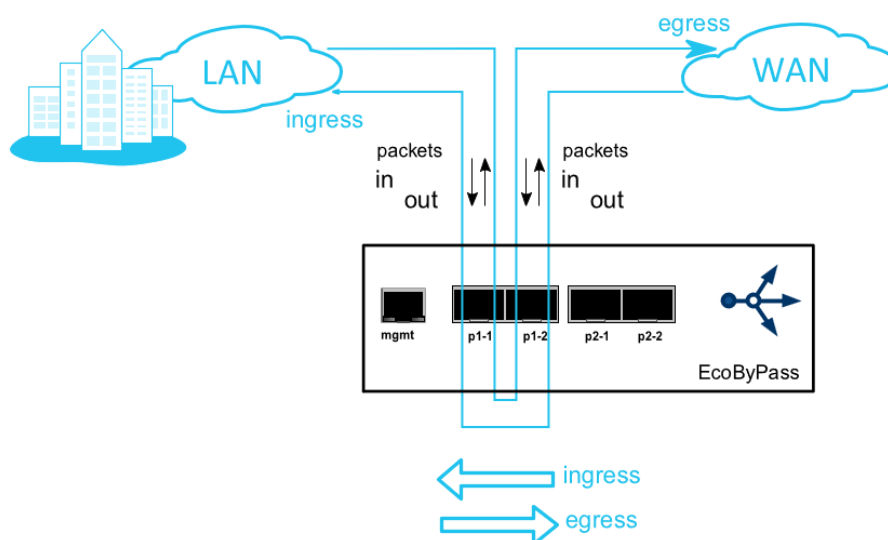 egress
LAN
WAN
ingress
packets
in
out
packets
in
out
mgmt
p1-1
p1-2
p2-1
p2-2
EcoByPass
ingress
egress